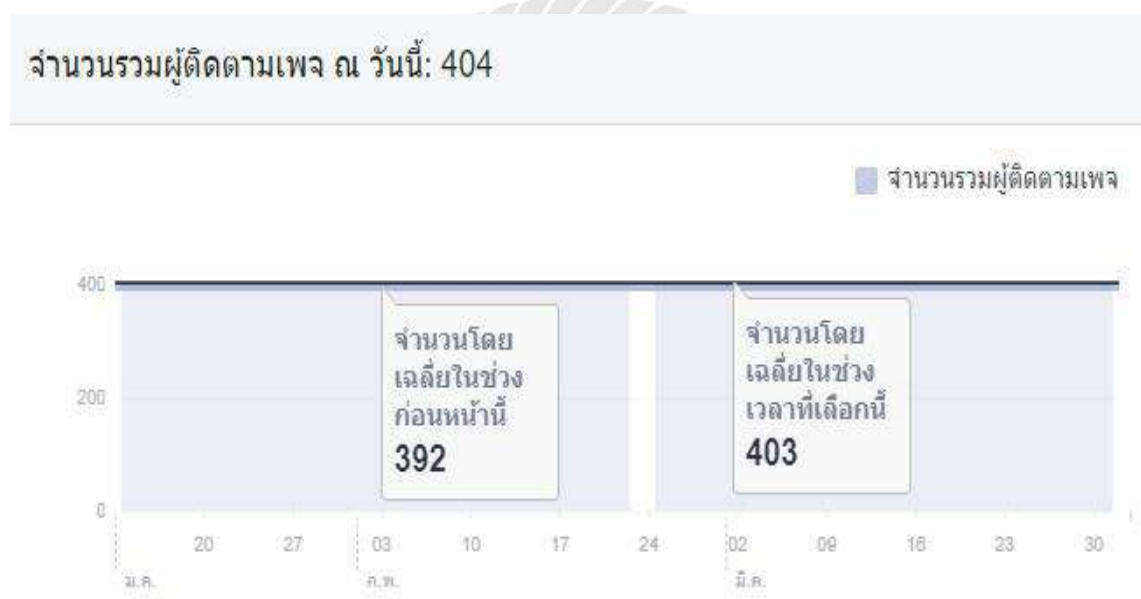 จำนวนรวมผู้ติดตามเพจ ณ วันนี้: 404
จำนวนรวมผู้ติดตามเพจ
400
200
0
จำนวนโดย
เฉลี่ยในช่วง
ก่อนหน้านี้
392
จำนวนโดย
เฉลี่ยในช่วง
เวลาที่เลือกนี้
403
20 27 03 10 17 24 02 09 16 23 30
ม.ค. ก.พ. มี.ค.